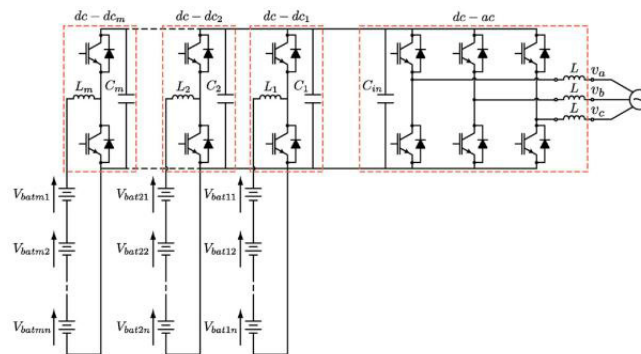 dc − dcm dc − dc2 dc − dc1 dc − ac
Lm Cm L2 C2 L1 C1 Cin L va
L vb
L vc
Vbatm1 Vbat21 Vbat11
Vbatm2 Vbat22 Vbat12
Vbatmn Vbat2n Vbat1n